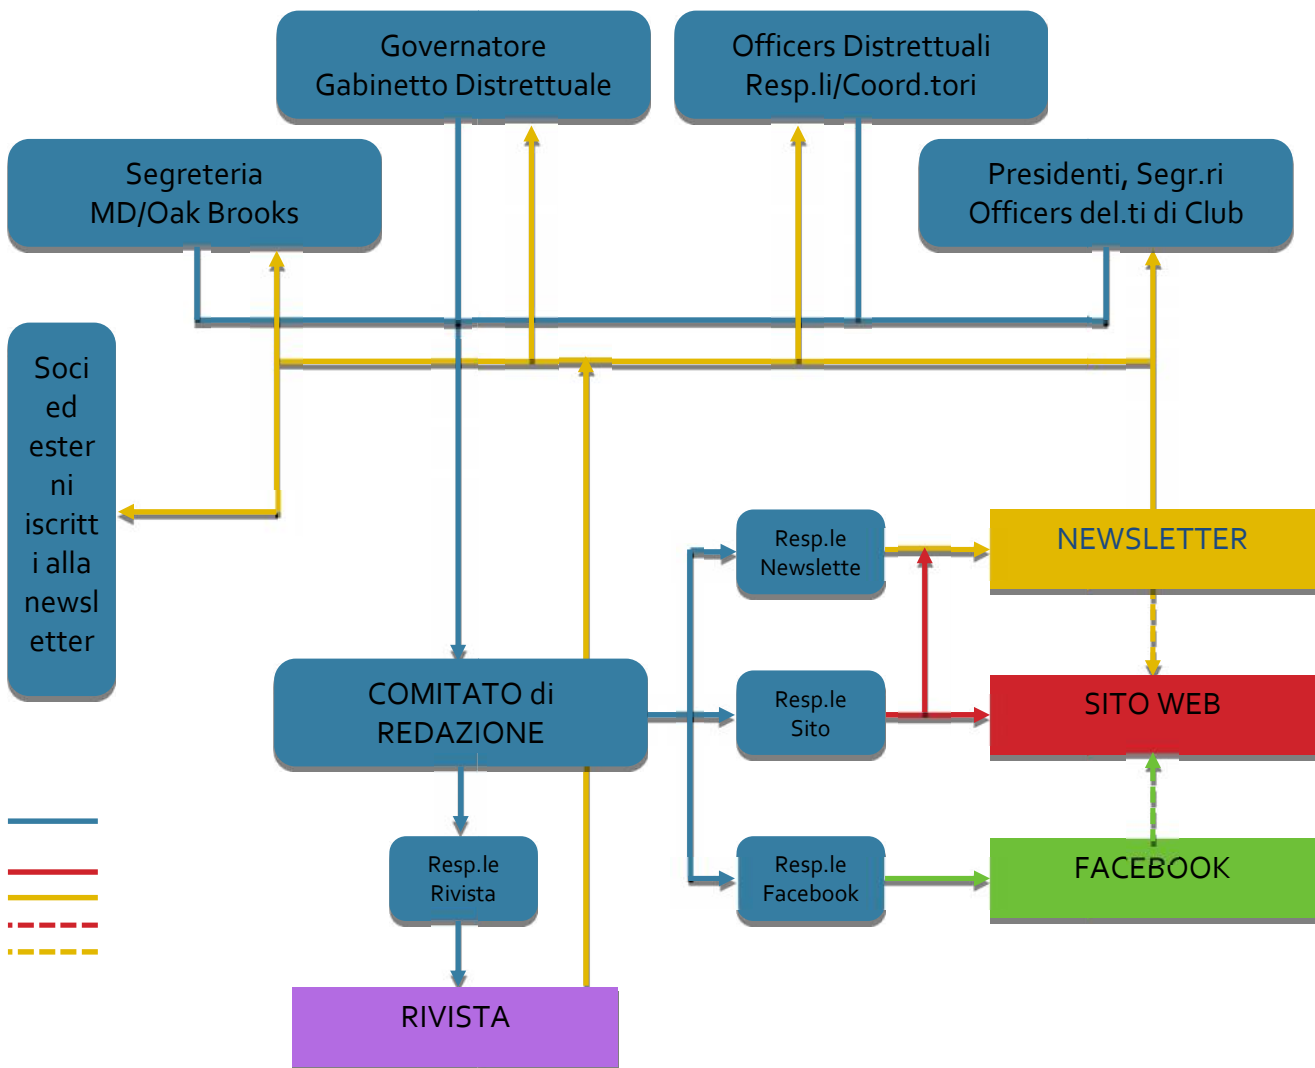 Governatore
Gabinetto Distrettuale
Officers Distrettuali
Resp.li/Coord.tori
Segreteria
MD/Oak Brooks
Presidenti, Segr.ri
Officers del.ti di Club
Soci
ed
ester
ni
iscritt
i alla
newsl
etter
Resp.le
Newslette
NEWSLETTER
COMITATO di
REDAZIONE
Resp.le
Sito
SITO WEB
Resp.le
Rivista
Resp.le
Facebook
FACEBOOK
RIVISTA